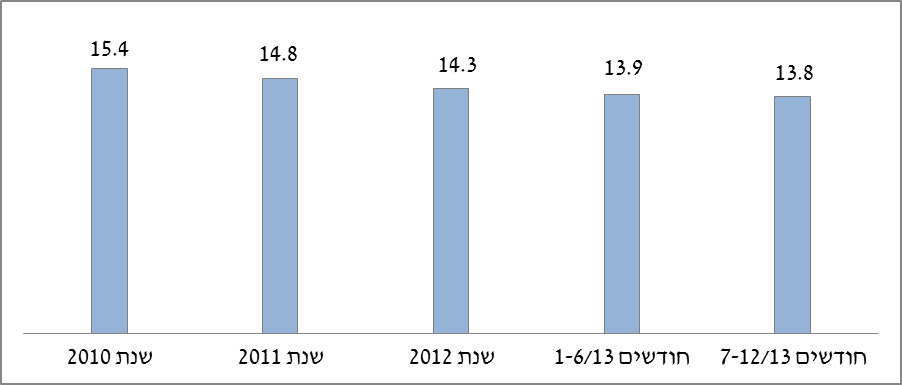 15.4
14.8
14.3
13.9
13.8
שנת 2010
שנת 2011
שנת 2012
חודשים 1-6/13
חודשים 7-12/13